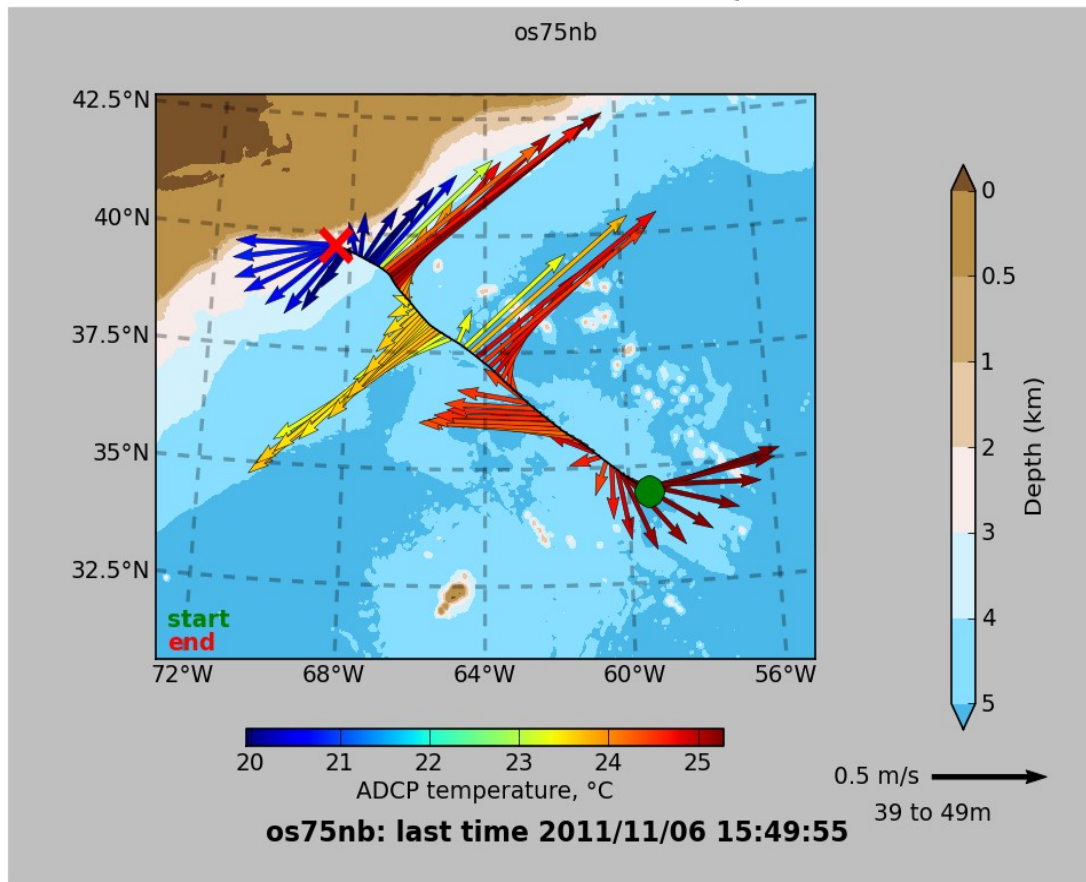 os75nb
42.5°N
40°N
37.5°N
35°N
32.5°N
start
end
72°W 68°W 64°W 60°W 56°W
0
0.5
1
2
3
4
5
Depth (km)
20 21 22 23 24 25
ADCP temperature, °C
0.5 m/s
39 to 49m
os75nb: last time 2011/11/06 15:49:55